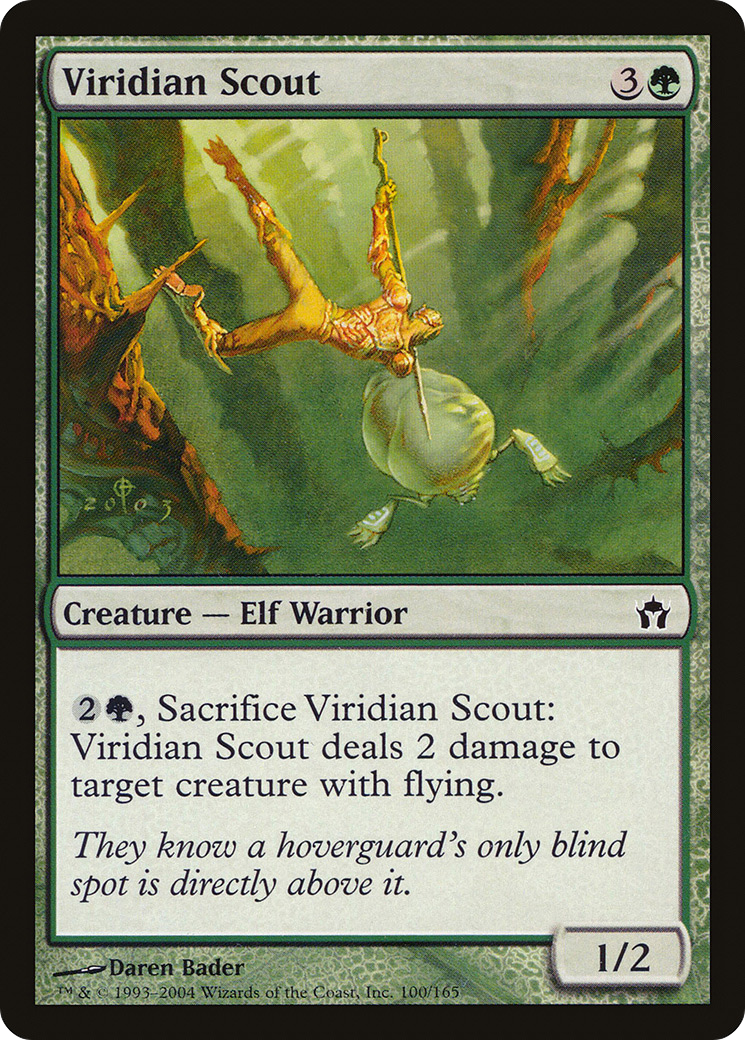 Viridian Scout 3
2003
Creature — Elf Warrior
2, Sacrifice Viridian Scout:
Viridian Scout deals 2 damage to
target creature with flying.
They know a hoverguard's only blind
spot is directly above it.
1/2
Daren Bader
™ & © 1993–2004 Wizards of the Coast, Inc. 100/165